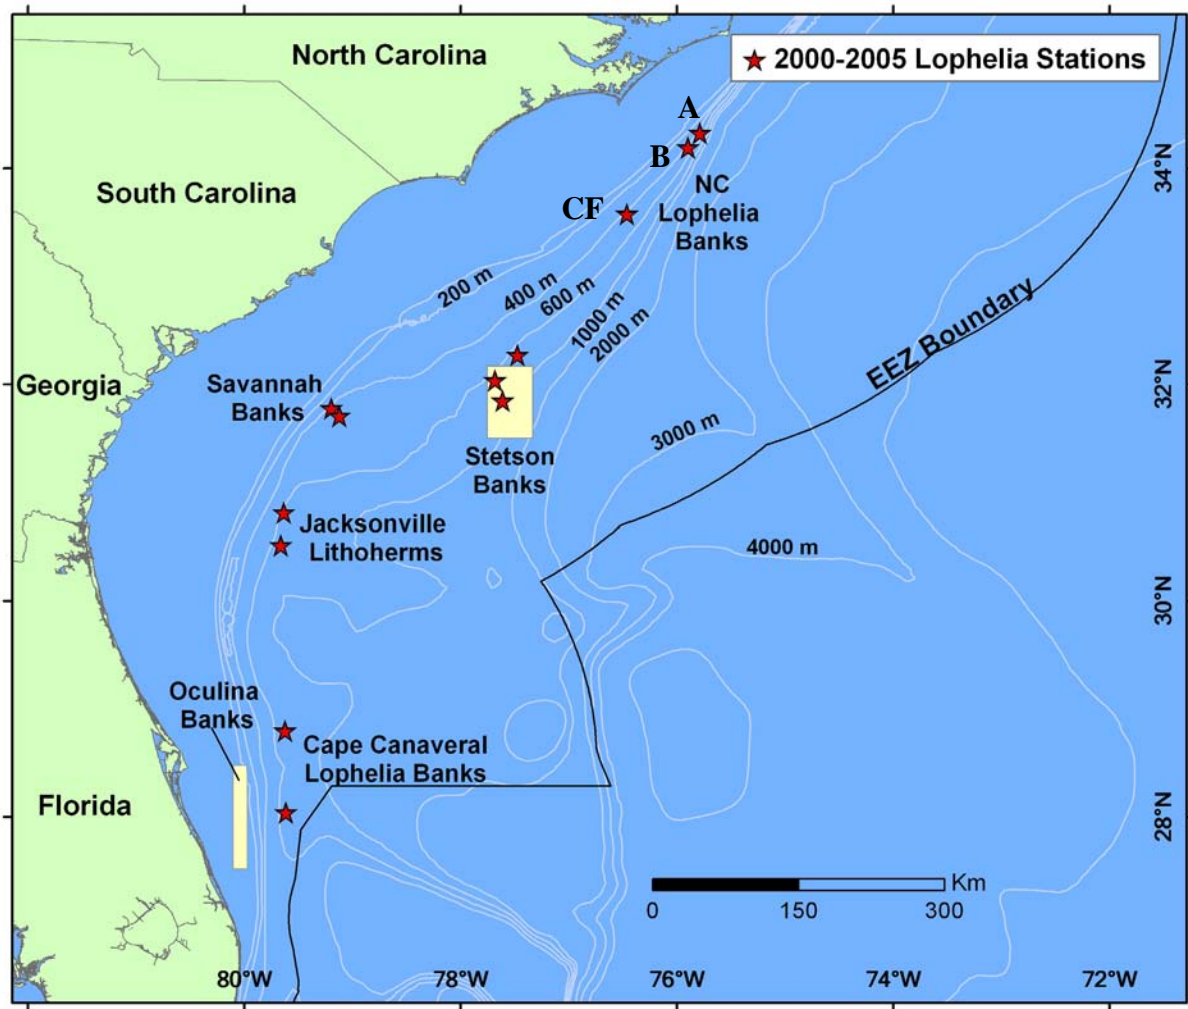 North Carolina
2000-2005 Lophelia Stations
A
B
34°N
South Carolina
NC
Lophelia
Banks
CF
200 m
400 m
600 m
1000 m
2000 m
EEZ Boundary
32°N
Georgia
Savannah
Banks
3000 m
Stetson
Banks
Jacksonville
Lithoherms
4000 m
30°N
Oculina
Banks
Cape Canaveral
Lophelia Banks
Florida
28°N
Km
0
150
300
80°W
78°W
76°W
74°W
72°W